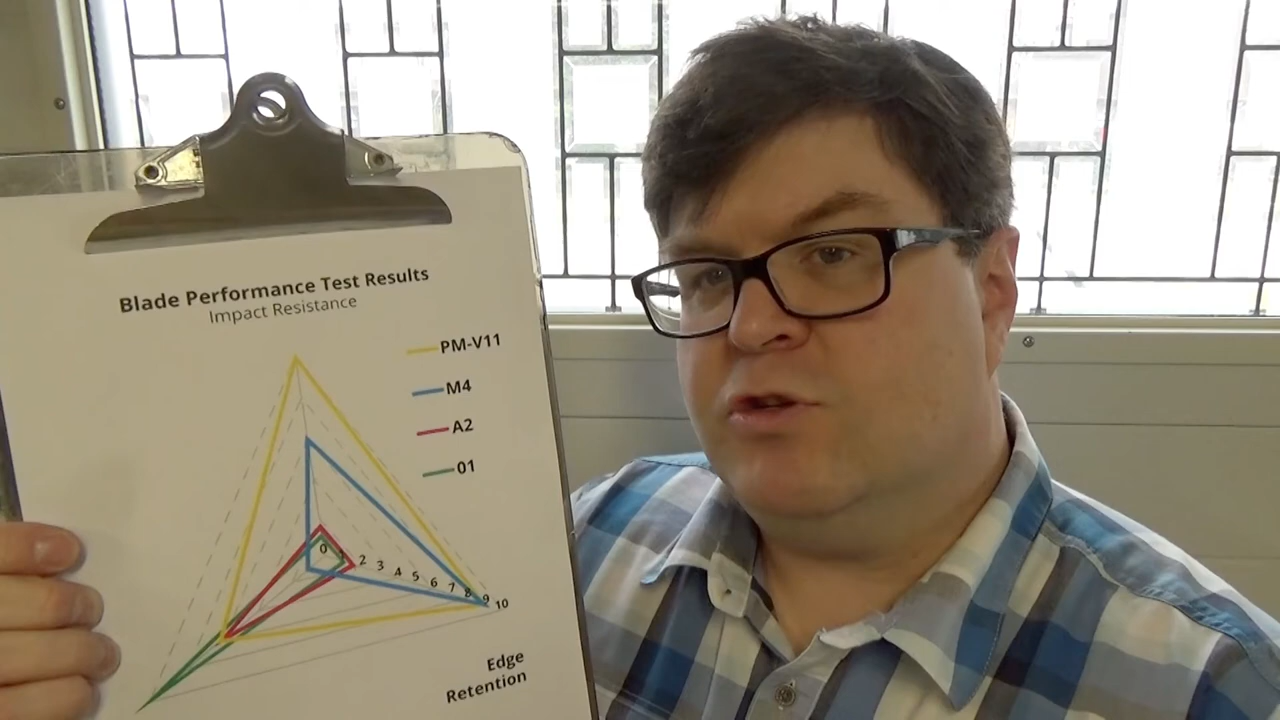 Blade Performance Test Results
Impact Resistance
PM-V11
M4
A2
01
0 1 2 3 4 5 6 7 8 9 10
Edge
Retention